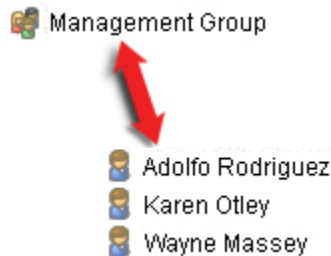 Management Group
Adolfo Rodriguez
Karen Otley
Wayne Massey